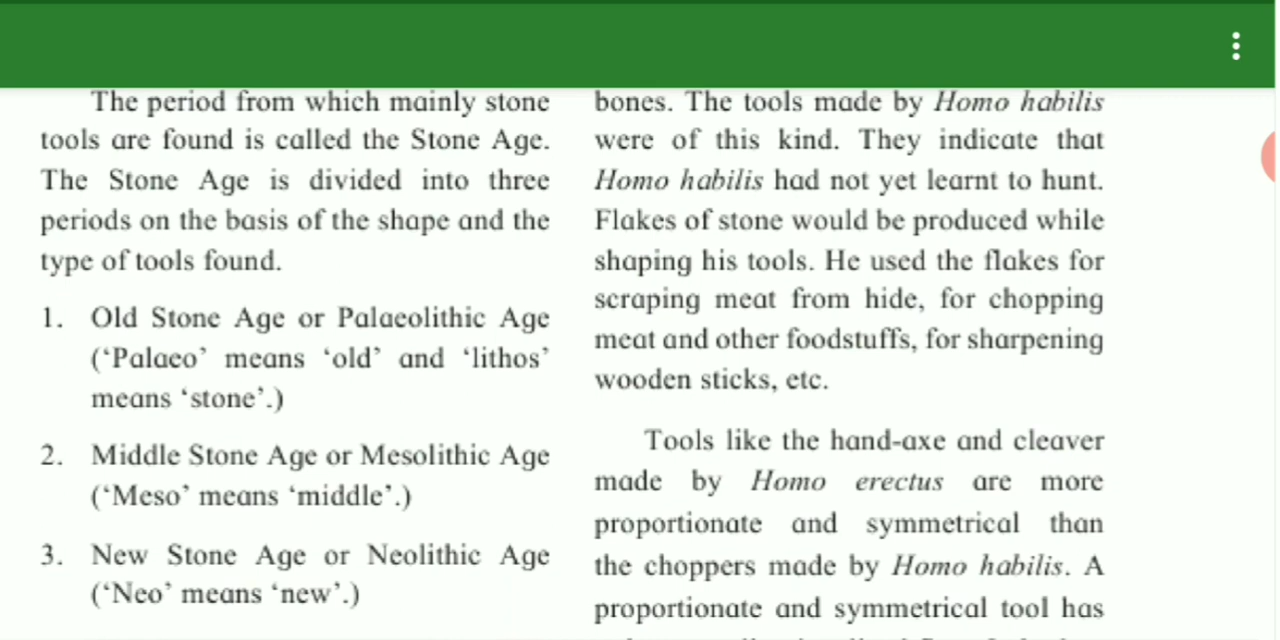 The period from which mainly stone
tools are found is called the Stone Age.
The Stone Age is divided into three
periods on the basis of the shape and the
type of tools found.
1. Old Stone Age or Palaeolithic Age
(‘Palaeo’ means ‘old’ and ‘lithos’
means ‘stone’.)
2. Middle Stone Age or Mesolithic Age
(‘Meso’ means ‘middle’.)
3. New Stone Age or Neolithic Age
(‘Neo’ means ‘new’.)
bones. The tools made by Homo habilis
were of this kind. They indicate that
Homo habilis had not yet learnt to hunt.
Flakes of stone would be produced while
shaping his tools. He used the flakes for
scraping meat from hide, for chopping
meat and other foodstuffs, for sharpening
wooden sticks, etc.
Tools like the hand-axe and cleaver
made by Homo erectus are more
proportionate and symmetrical than
the choppers made by Homo habilis. A
proportionate and symmetrical tool has